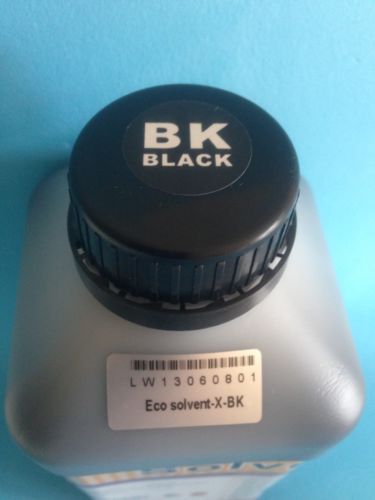 BK
BLACK
LW13060801
Eco solvent-X-BK